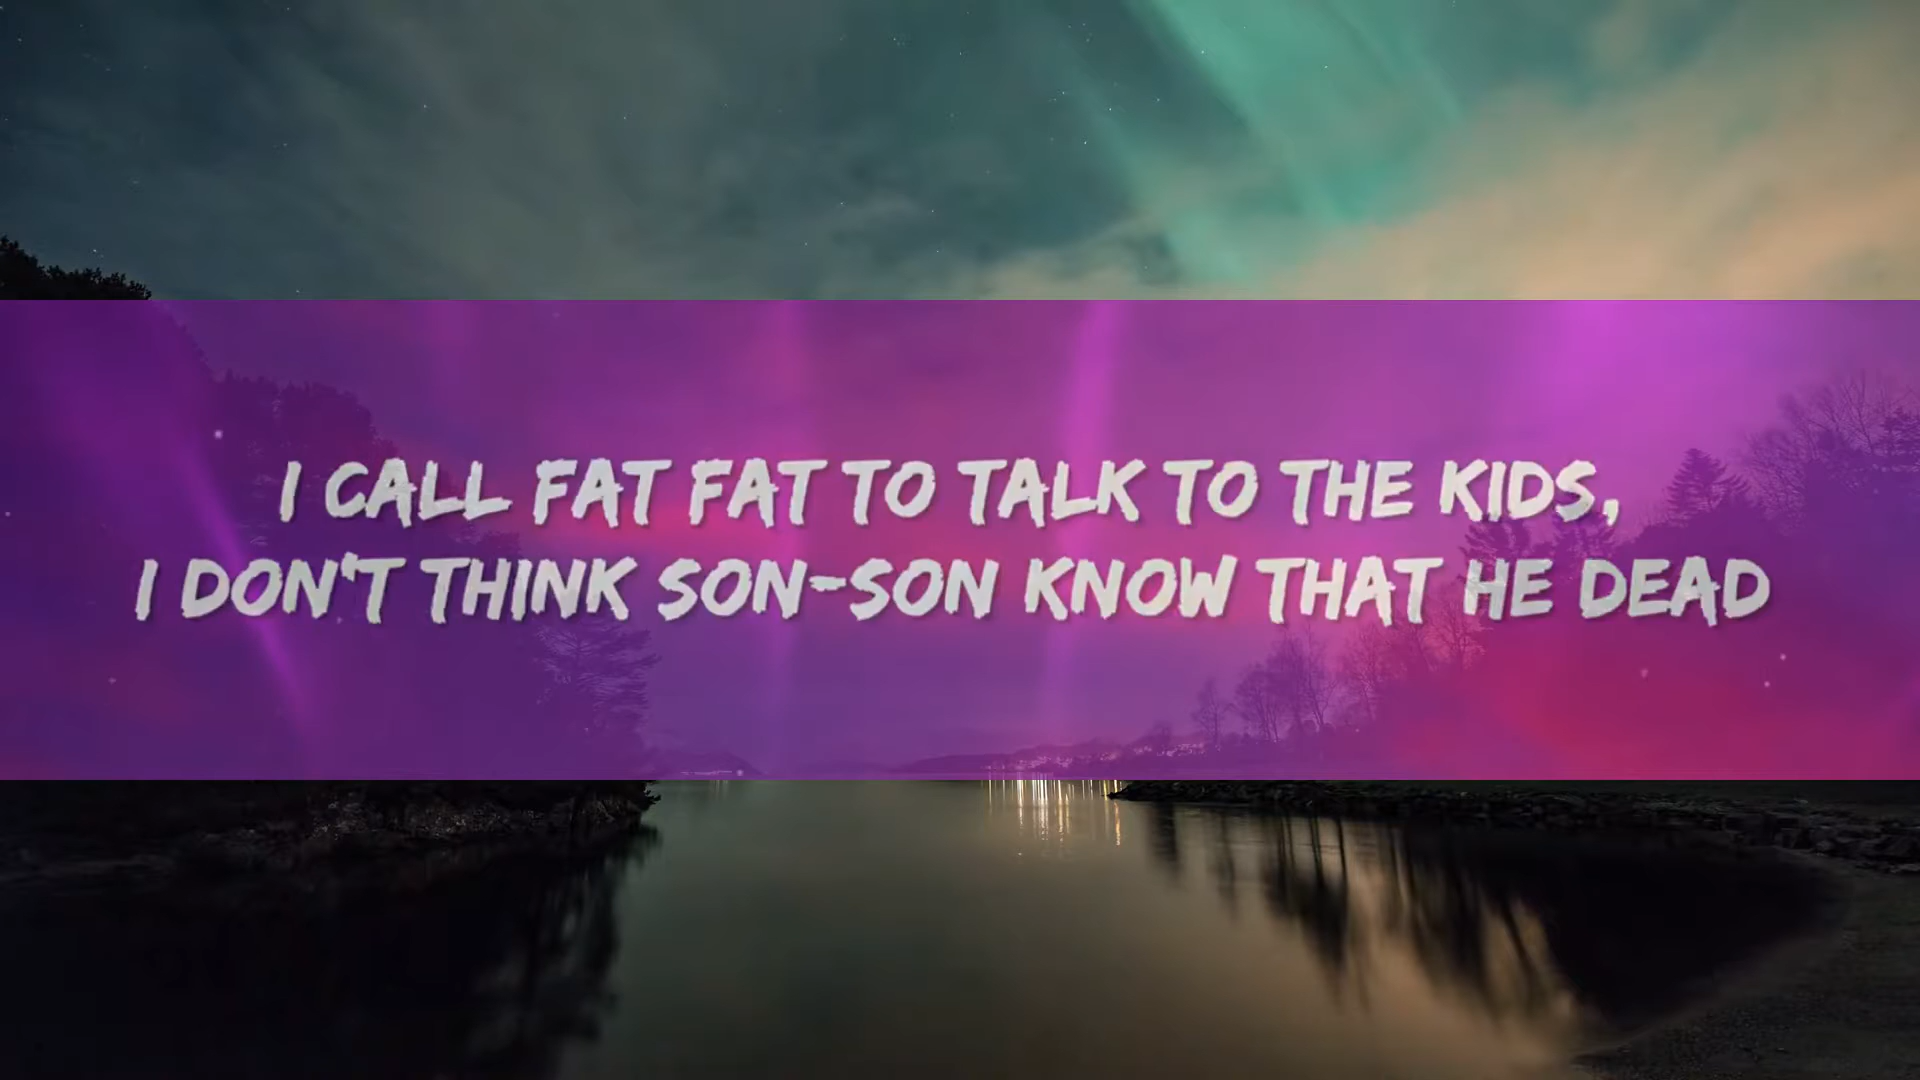 I CALL FAT FAT TO TALK TO THE KIDS,
I DON'T THINK SON-SON KNOW THAT HE DEAD